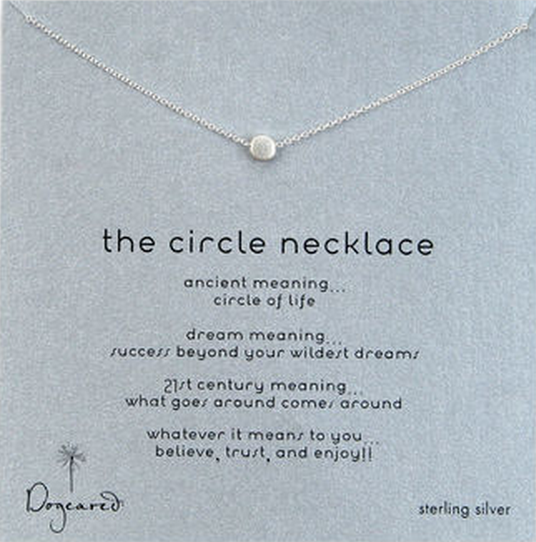 the circle necklace
ancient meaning...
circle of life
dream meaning...
success beyond your wildest dreams
21st century meaning...
what goes around comes around
whatever it means to you...
believe, trust, and enjoy!!
Dogeared
sterling silver